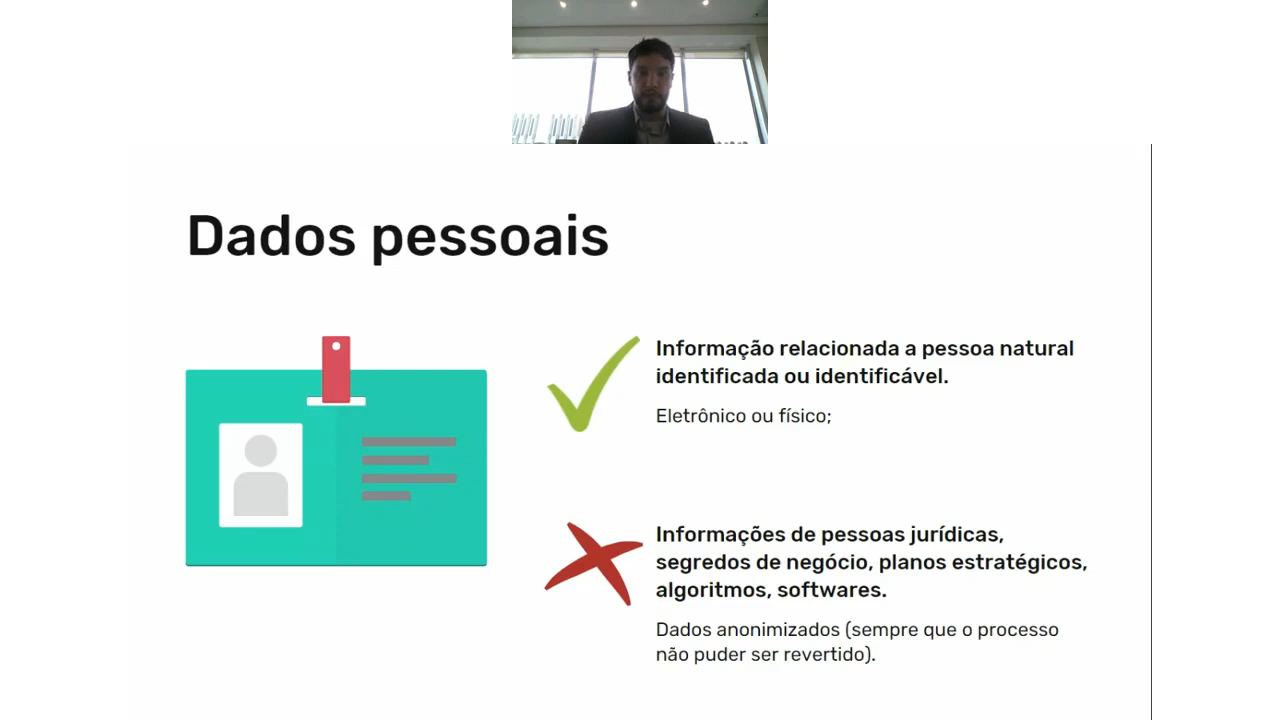 Dados pessoais
Informação relacionada a pessoa natural
identificada ou identificável.
Eletrônico ou físico;
Informações de pessoas jurídicas,
segredos de negócio, planos estratégicos,
algoritmos, softwares.
Dados anonimizados (sempre que o processo
não puder ser revertido).